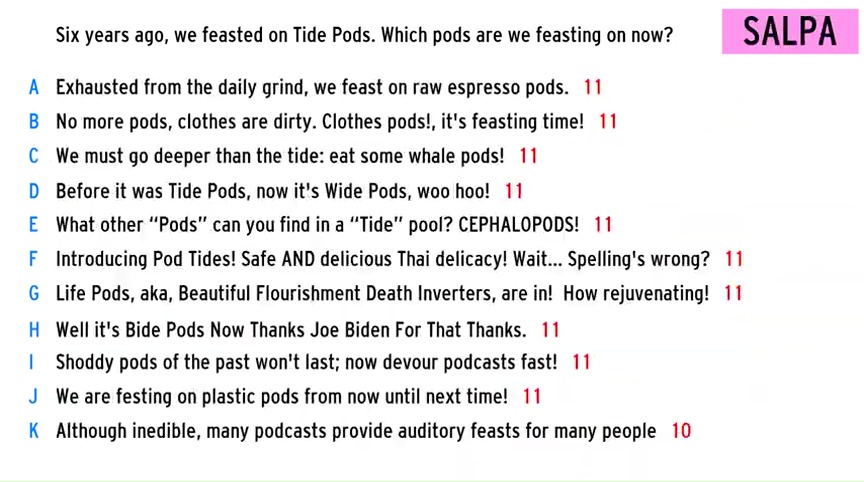 Six years ago, we feasted on Tide Pods. Which pods are we feasting on now?
SALPA
A Exhausted from the daily grind, we feast on raw espresso pods. 11
B No more pods, clothes are dirty. Clothes pods!, it's feasting time! 11
C We must go deeper than the tide: eat some whale pods! 11
D Before it was Tide Pods, now it's Wide Pods, woo hoo! 11
E What other “Pods” can you find in a “Tide” pool? CEPHALOPODS! 11
F Introducing Pod Tides! Safe AND delicious Thai delicacy! Wait... Spelling's wrong? 11
G Life Pods, aka, Beautiful Flourishment Death Inverters, are in! How rejuvenating! 11
H Well it's Bide Pods Now Thanks Joe Biden For That Thanks. 11
I Shoddy pods of the past won't last; now devour podcasts fast! 11
J We are festing on plastic pods from now until next time! 11
K Although inedible, many podcasts provide auditory feasts for many people 10